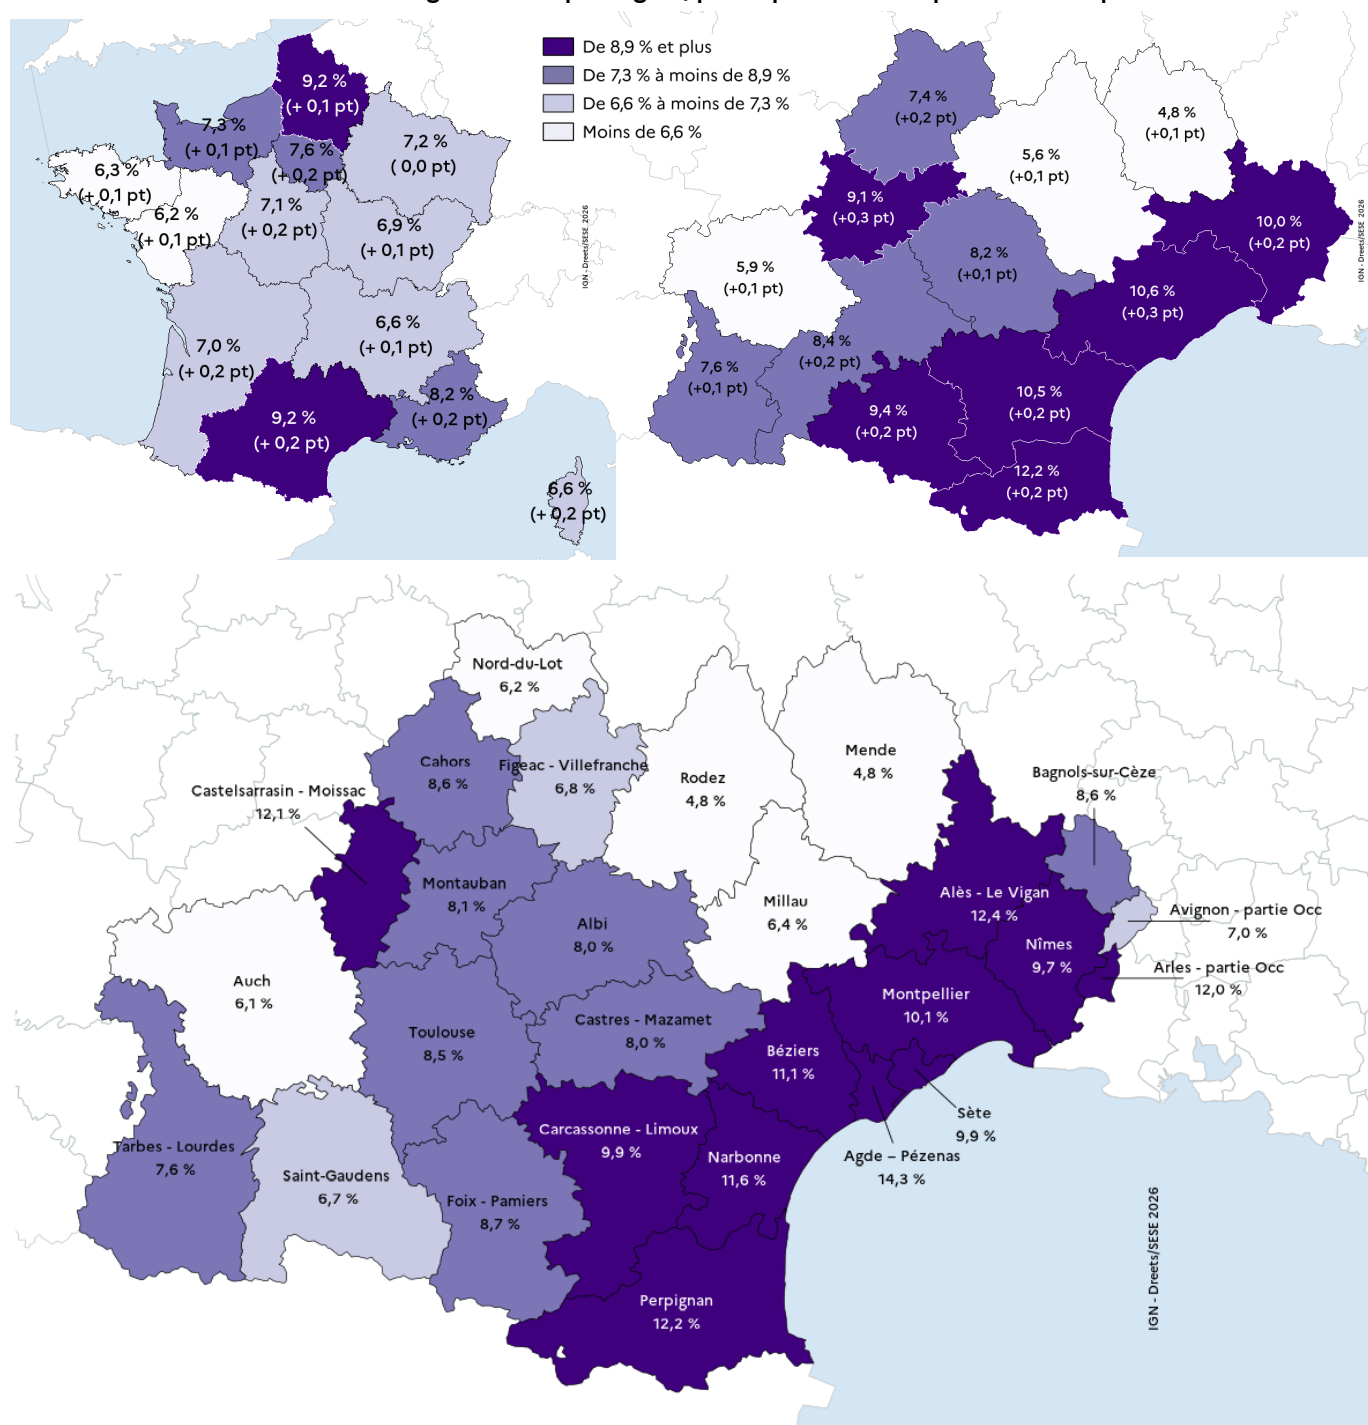 De 8,9 % et plus
De 7,3 % à moins de 8,9 %
De 6,6 % à moins de 7,3 %
Moins de 6,6 %
9,2 %
(+ 0,1 pt)
7,3 %
(+ 0,1 pt)
7,6 %
(+ 0,2 pt)
7,2 %
( 0,0 pt)
6,3 %
(+ 0,1 pt)
6,2 %
(+ 0,1 pt)
7,1 %
(+ 0,2 pt)
6,9 %
(+ 0,1 pt)
6,6 %
(+ 0,1 pt)
7,0 %
(+ 0,2 pt)
9,2 %
(+ 0,2 pt)
8,2 %
(+ 0,2 pt)
6,6 %
(+ 0,2 pt)
IGN - Dreets/SESE 2026
7,4 %
(+0,2 pt)
4,8 %
(+0,1 pt)
5,6 %
(+0,1 pt)
9,1 %
(+0,3 pt)
10,0 %
(+0,2 pt)
8,2 %
(+0,1 pt)
5,9 %
(+0,1 pt)
10,6 %
(+0,3 pt)
8,4 %
(+0,2 pt)
7,6 %
(+0,1 pt)
10,5 %
(+0,2 pt)
9,4 %
(+0,2 pt)
12,2 %
(+0,2 pt)
IGN - Dreets/SESE 2026
Nord-du-Lot
6,2 %
Cahors
8,6 %
Figeac - Villefranche
6,8 %
Rodez
4,8 %
Mende
4,8 %
Bagnols-sur-Cèze
8,6 %
Castelsarrasin - Moissac
12,1 %
Montauban
8,1 %
Albi
8,0 %
Millau
6,4 %
Alès - Le Vigan
12,4 %
Avignon - partie Occ
7,0 %
Nîmes
9,7 %
Arles - partie Occ
12,0 %
Auch
6,1 %
Montpellier
10,1 %
Toulouse
8,5 %
Castres - Mazamet
8,0 %
Béziers
11,1 %
Sète
9,9 %
Agde – Pézenas
14,3 %
Carcassonne - Limoux
9,9 %
Narbonne
11,6 %
Tarbes - Lourdes
7,6 %
Saint-Gaudens
6,7 %
Foix - Pamiers
8,7 %
Perpignan
12,2 %
IGN - Dreets/SESE 2026